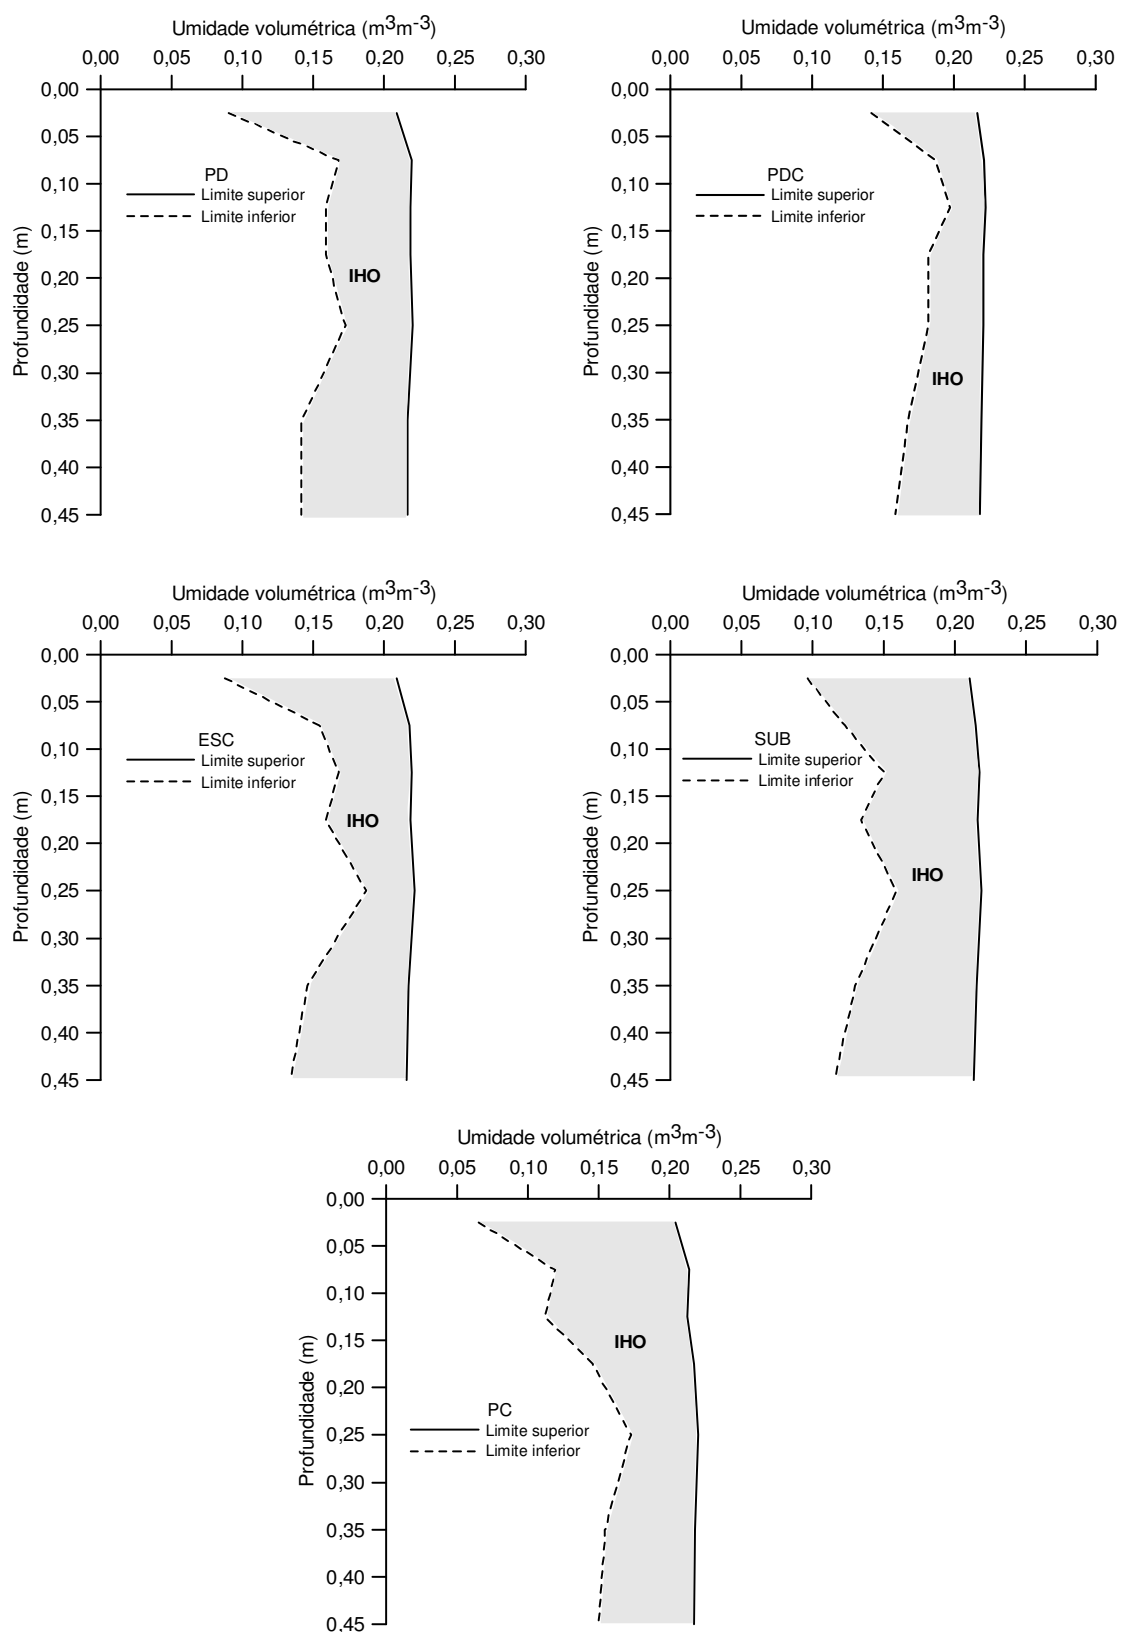 Umidade volumétrica (m3m-3)
0,00 0,05 0,10 0,15 0,20 0,25 0,30
0,00
0,05
0,10
0,15
0,20
0,25
0,30
0,35
0,40
0,45
Profundidade (m)
PD
Limite superior
Limite inferior
IHO
Umidade volumétrica (m3m-3)
0,00 0,05 0,10 0,15 0,20 0,25 0,30
0,00
0,05
0,10
0,15
0,20
0,25
0,30
0,35
0,40
0,45
Profundidade (m)
PDC
Limite superior
Limite inferior
IHO
Umidade volumétrica (m3m-3)
0,00 0,05 0,10 0,15 0,20 0,25 0,30
0,00
0,05
0,10
0,15
0,20
0,25
0,30
0,35
0,40
0,45
Profundidade (m)
ESC
Limite superior
Limite inferior
IHO
Umidade volumétrica (m3m-3)
0,00 0,05 0,10 0,15 0,20 0,25 0,30
0,00
0,05
0,10
0,15
0,20
0,25
0,30
0,35
0,40
0,45
Profundidade (m)
SUB
Limite superior
Limite inferior
IHO
Umidade volumétrica (m3m-3)
0,00 0,05 0,10 0,15 0,20 0,25 0,30
0,00
0,05
0,10
0,15
0,20
0,25
0,30
0,35
0,40
0,45
Profundidade (m)
IHO
PC
Limite superior
Limite inferior